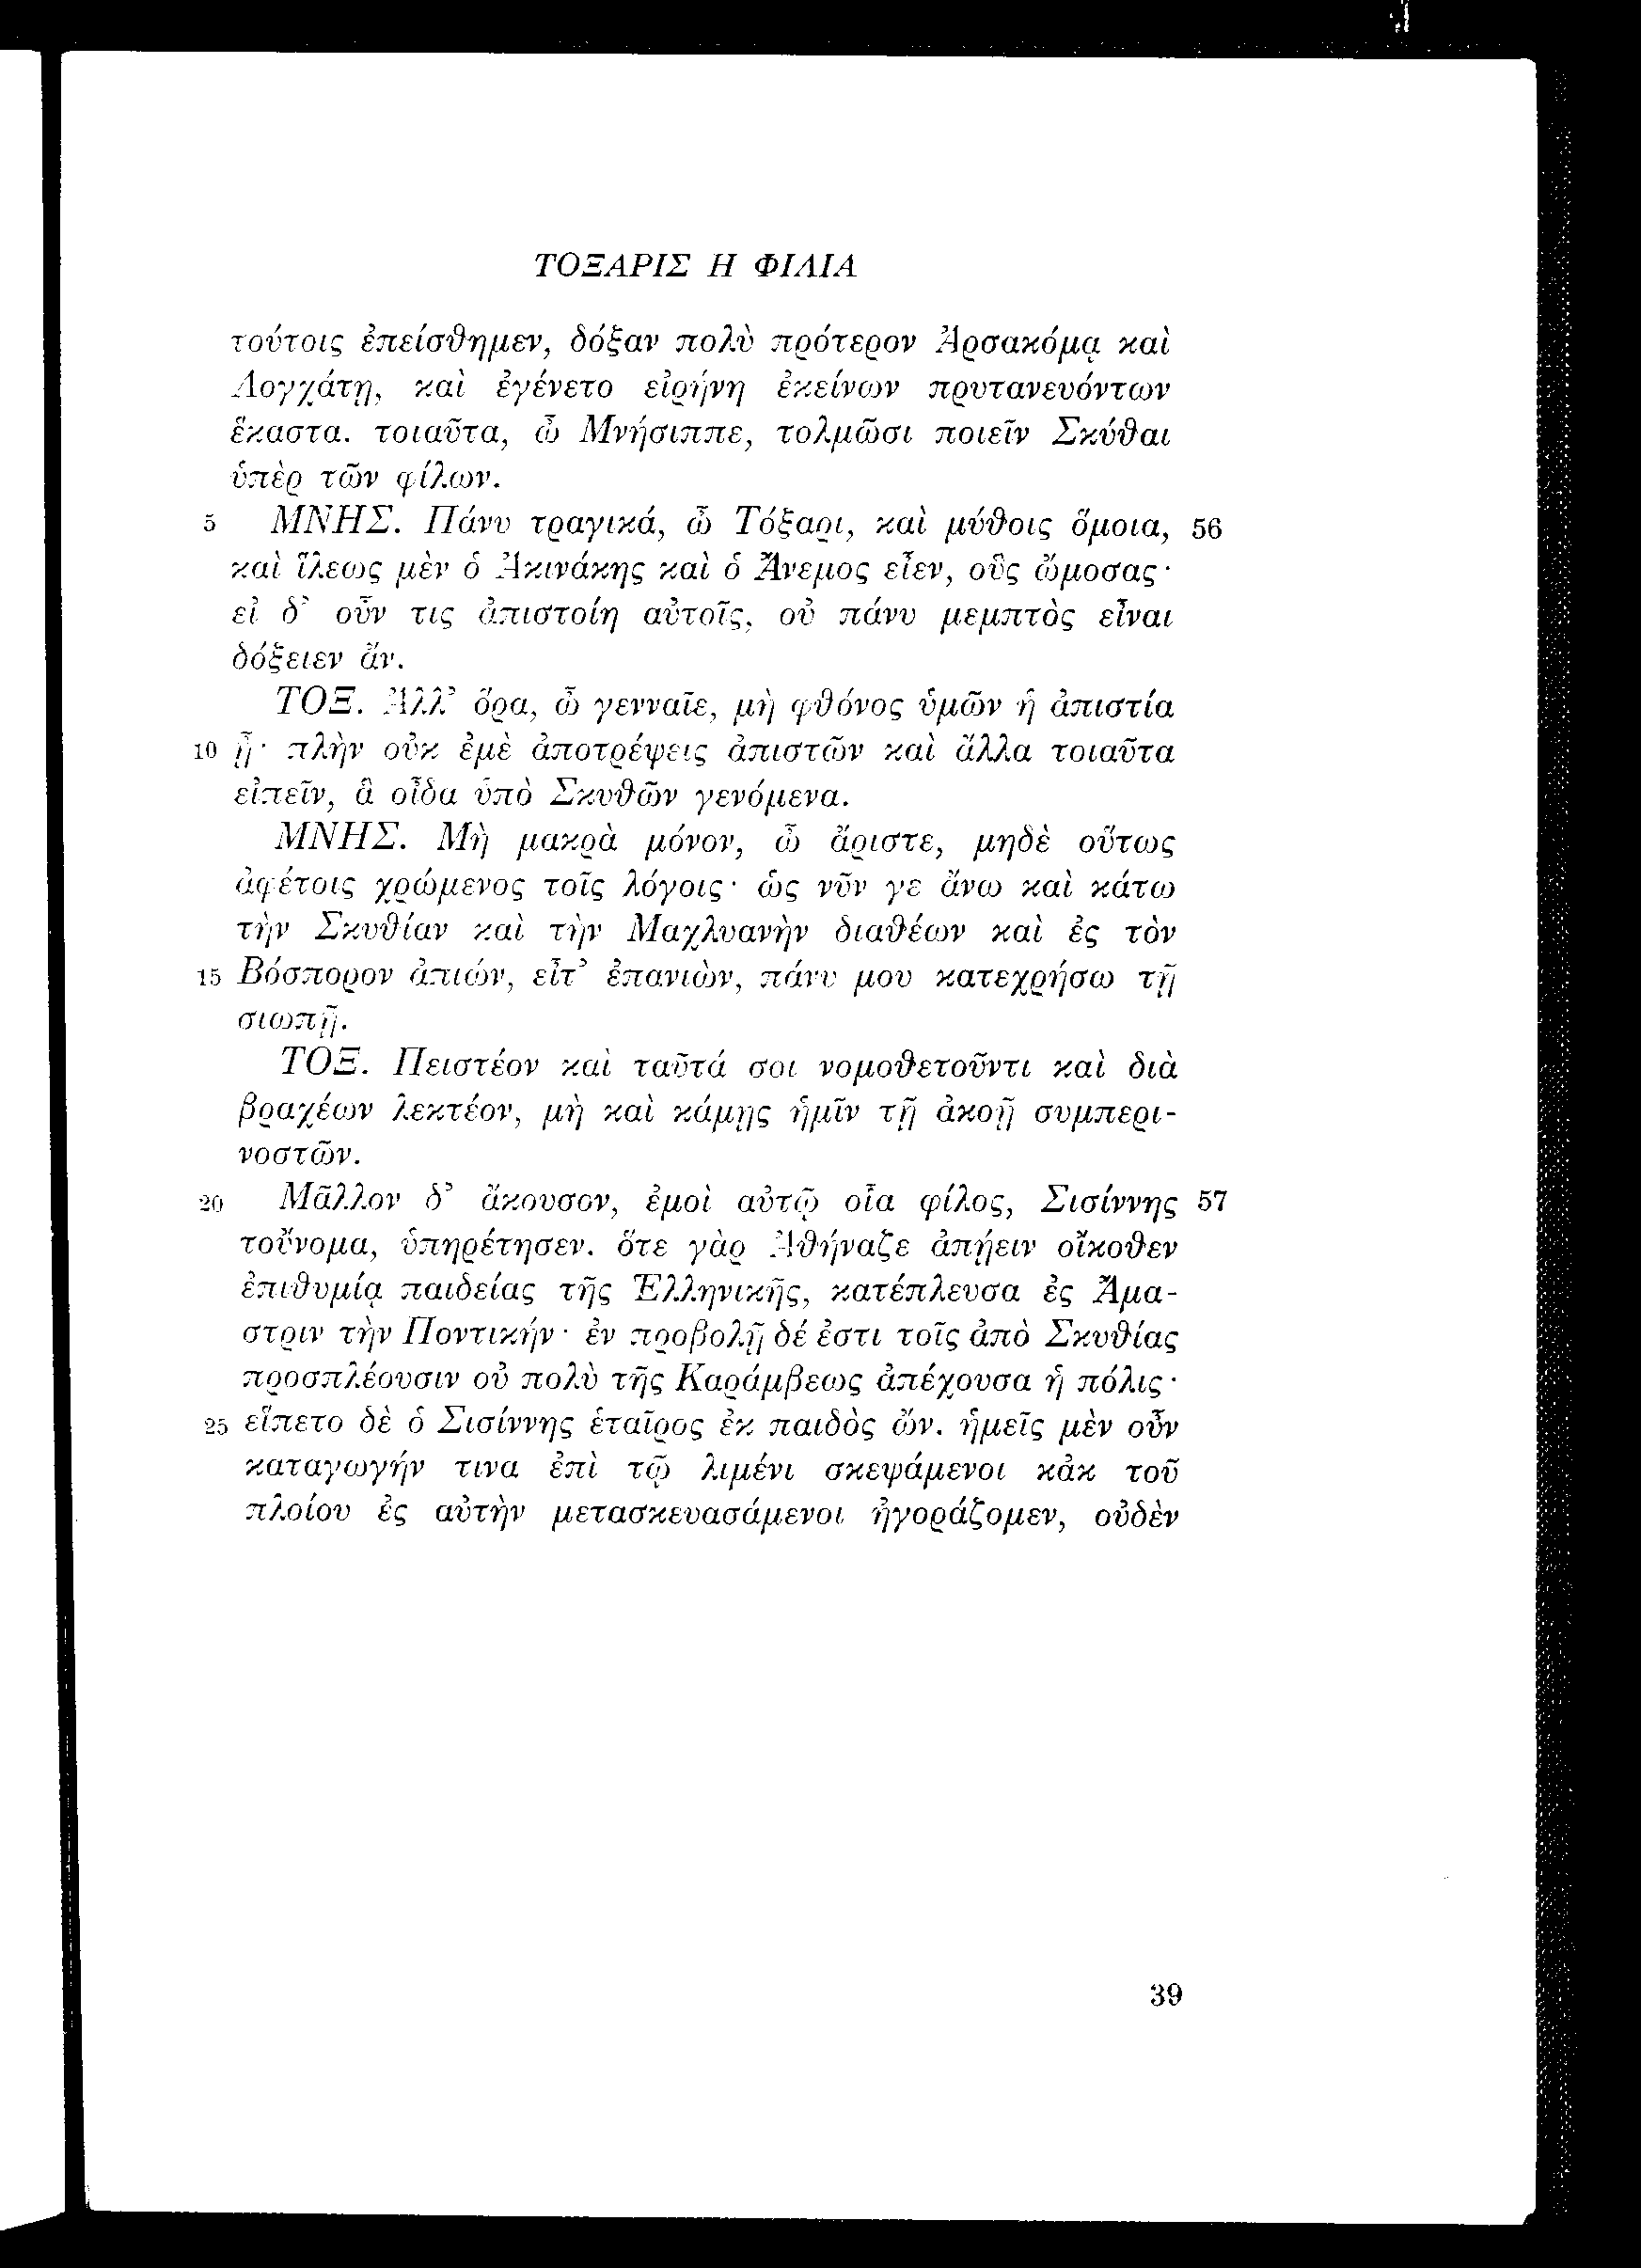 ΤΟΞΑΡΙΣ Η ΦΙΛΙΑ
τούτοις ἐπείσθημεν, δόξαν πολὺ πρότερον Ἀρσακόμᾳ καὶ
Λογχάτῃ, καὶ ἐγένετο εἰρήνη ἐκείνων πρυτανευόντων
ἕκαστα. τοιαῦτα, ὦ Μνήσιππε, τολμῶσι ποιεῖν Σκύθαι
ὑπὲρ τῶν φίλων.
5 ΜΝΗΣ. Πάνυ τραγικά, ὦ Τόξαρι, καὶ μύθοις ὅμοια, 56
καὶ ἵλεως μὲν ὁ Ἀκινάκης καὶ ὁ Ἄνεμος εἶεν, οὓς ὤμοσας·
εἰ δ᾽ οὖν τις ἀπιστοίη αὐτοῖς, οὐ πάνυ μεμπτὸς εἶναι
δόξειεν ἄν.
ΤΟΞ. Ἀλλ᾽ ὅρα, ὦ γενναῖε, μὴ φθόνος ὑμῶν ἡ ἀπιστία
10 ᾖ· πλὴν οὐκ ἐμὲ ἀποτρέψεις ἀπιστῶν καὶ ἄλλα τοιαῦτα
εἰπεῖν, ἃ οἶδα ὑπὸ Σκυθῶν γενόμενα.
ΜΝΗΣ. Μὴ μακρὰ μόνον, ὦ ἄριστε, μηδὲ οὕτως
ἀφέτοις χρώμενος τοῖς λόγοις· ὡς νῦν γε ἄνω καὶ κάτω
τὴν Σκυθίαν καὶ τὴν Μαχλυανὴν διαθέων καὶ ἐς τὸν
15 Βόσπορον ἀπιών, εἶτ᾽ ἐπανιὼν, πάνυ μου κατεχρήσω τῇ
σιωπῇ.
ΤΟΞ. Πειστέον καὶ ταῦτά σοι νομοθετοῦντι καὶ διὰ
βραχέων λεκτέον, μὴ καὶ κάμῃς ἡμῖν τῇ ἀκοῇ συμπερι-
νοστῶν.
20 Μᾶλλον δ᾽ ἄκουσον, ἐμοὶ αὐτῷ οἷα φίλος, Σισίννης 57
τοὔνομα, ὑπηρέτησεν. ὅτε γὰρ Ἀθήναζε ἀπῄειν οἴκοθεν
ἐπιθυμίᾳ παιδείας τῆς Ἑλληνικῆς, κατέπλευσα ἐς Ἄμα-
στριν τὴν Ποντικήν· ἐν προβολῇ δέ ἐστι τοῖς ἀπὸ Σκυθίας
προσπλέουσιν οὐ πολὺ τῆς Καράμβεως ἀπέχουσα ἡ πόλις·
25 εἵπετο δὲ ὁ Σισίννης ἑταῖρος ἐκ παιδὸς ὤν. ἡμεῖς μὲν οὖν
καταγωγήν τινα ἐπὶ τῷ λιμένι σκεψάμενοι κἀκ τοῦ
πλοίου ἐς αὐτὴν μετασκευασάμενοι ἠγοράζομεν, οὐδὲν
39